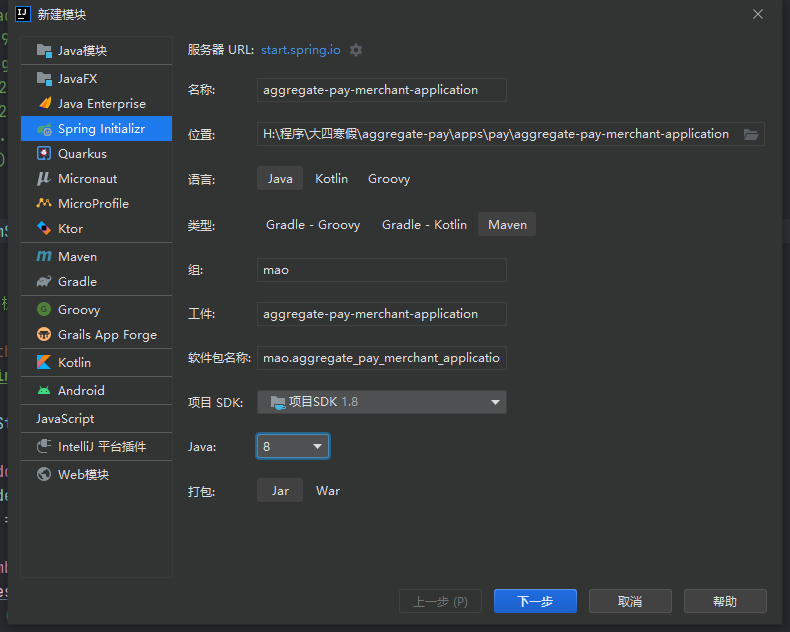 新建模块
Java模块
JavaFX
Java Enterprise
Spring Initializr
Quarkus
Micronaut
MicroProfile
Ktor
Maven
Gradle
Groovy
Grails App Forge
Kotlin
Android
JavaScript
IntelliJ 平台插件
Web模块
服务器 URL: start.spring.io
名称: aggregate-pay-merchant-application
位置: H:\程序\大四寒假\aggregate-pay\apps\pay\aggregate-pay-merchant-application
语言: Java Kotlin Groovy
类型: Gradle - Groovy Gradle - Kotlin Maven
组: mao
工件: aggregate-pay-merchant-application
软件包名称: mao.aggregate_pay_merchant_applicatio
项目 SDK: 项目SDK 1.8
Java: 8
打包: Jar War
上一步 (P) 下一步 取消 帮助